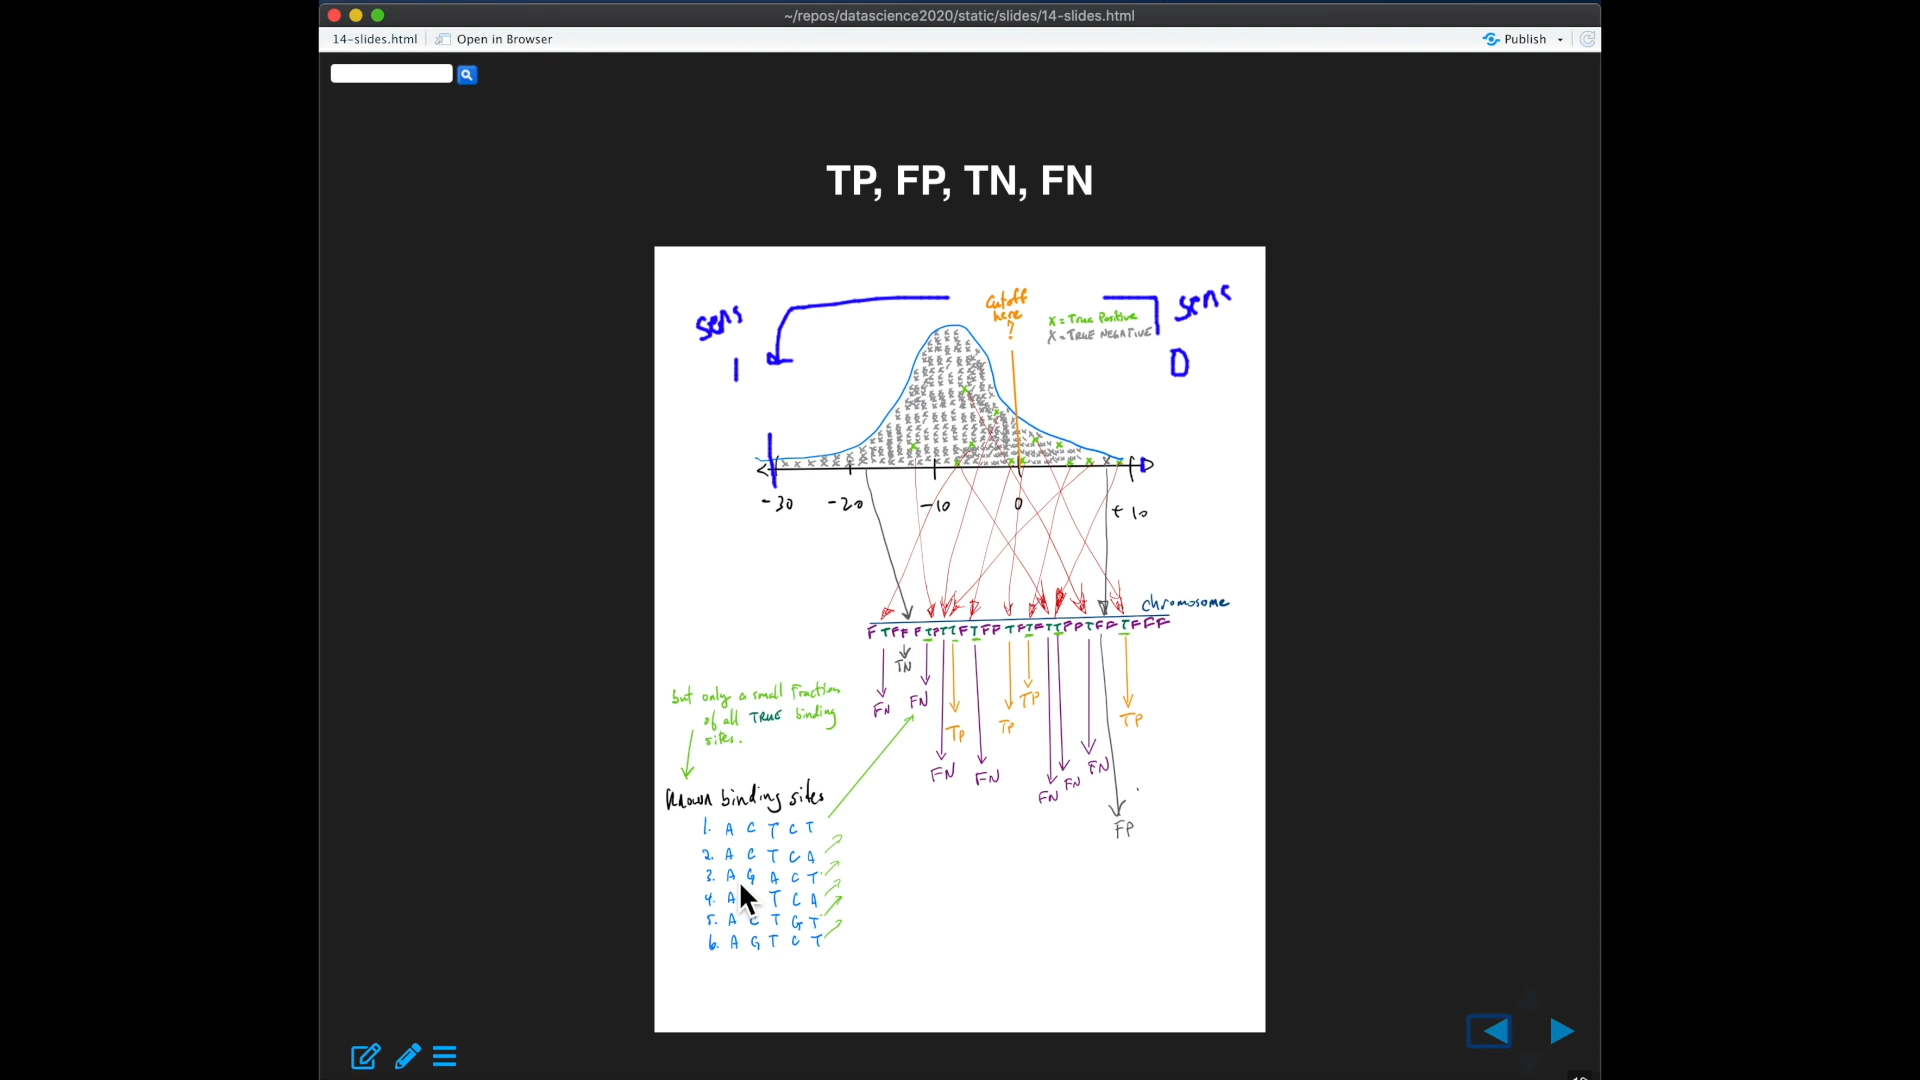 ~/repos/datascience2020/static/slides/14-slides.html
14-slides.html Open in Browser Publish
TP, FP, TN, FN
sens
1
Cutoff
here
?
X = True Positive
X = TRUE NEGATIVE
sens
0
-30 -20 -10 0 +10
chromosome
TN
FN FN TP TP TP TP
FN FN FN FN FN
FP
but only a small fraction
of all TRUE binding
sites.
Known binding sites
1. A C T C T
2. A C T C A
3. A G A C T
4. A T C A
5. A C T G T
6. A G T C T